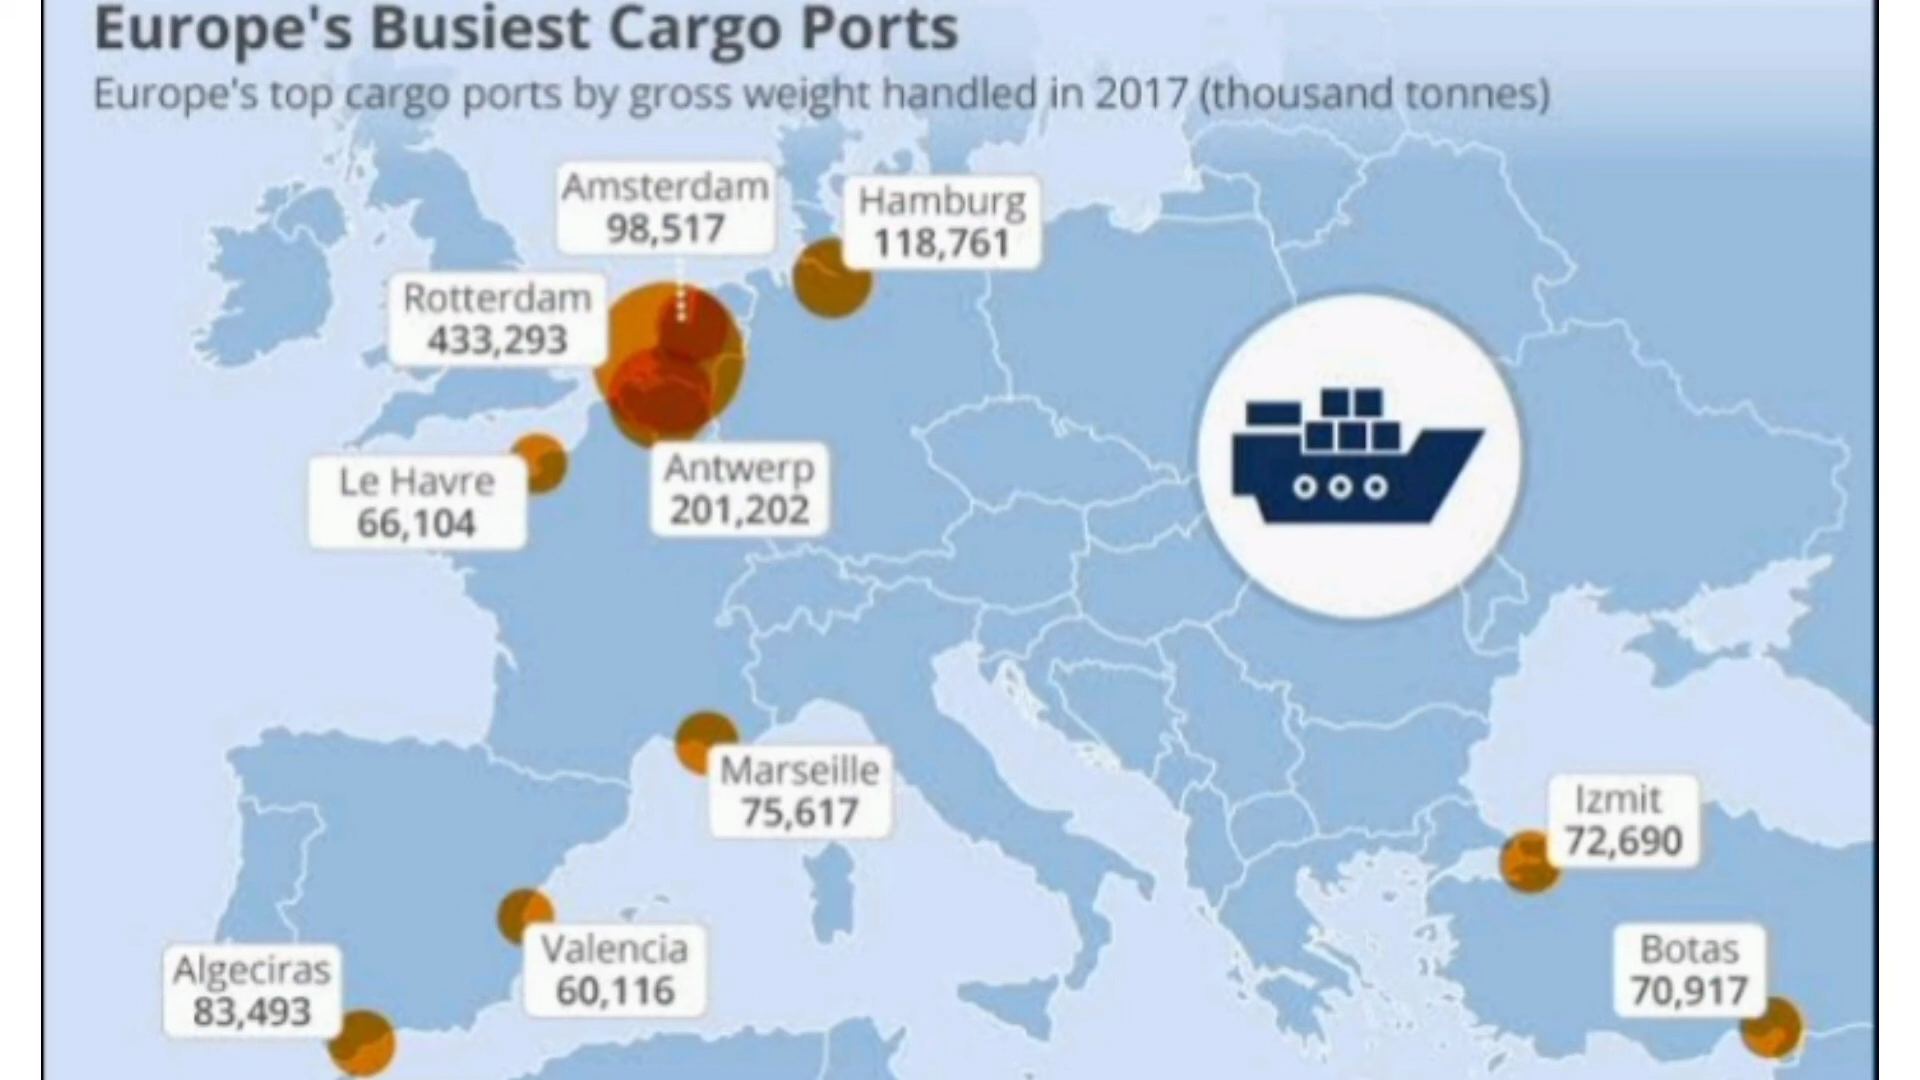 Europe's Busiest Cargo Ports
Europe's top cargo ports by gross weight handled in 2017 (thousand tonnes)
Amsterdam
98,517
Hamburg
118,761
Rotterdam
433,293
Le Havre
66,104
Antwerp
201,202
Marseille
75,617
Izmit
72,690
Valencia
60,116
Botas
70,917
Algeciras
83,493